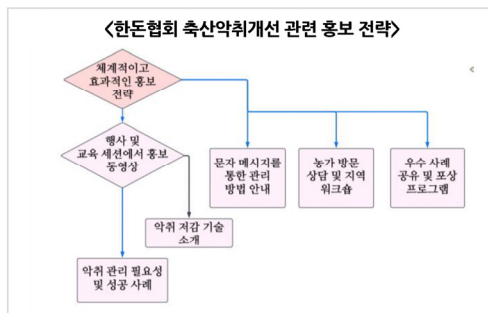 <한돈협회 축산악취개선 관련 홍보 전략>
체계적이고
효과적인 홍보
전략
행사 및
교육 세션에서 홍보
동영상
문자 메시지를
통한 관리
방법 안내
농가 방문
상담 및 지역
워크숍
우수 사례
공유 및 포상
프로그램
악취 저감 기술
소개
악취 관리 필요성
및 성공 사례